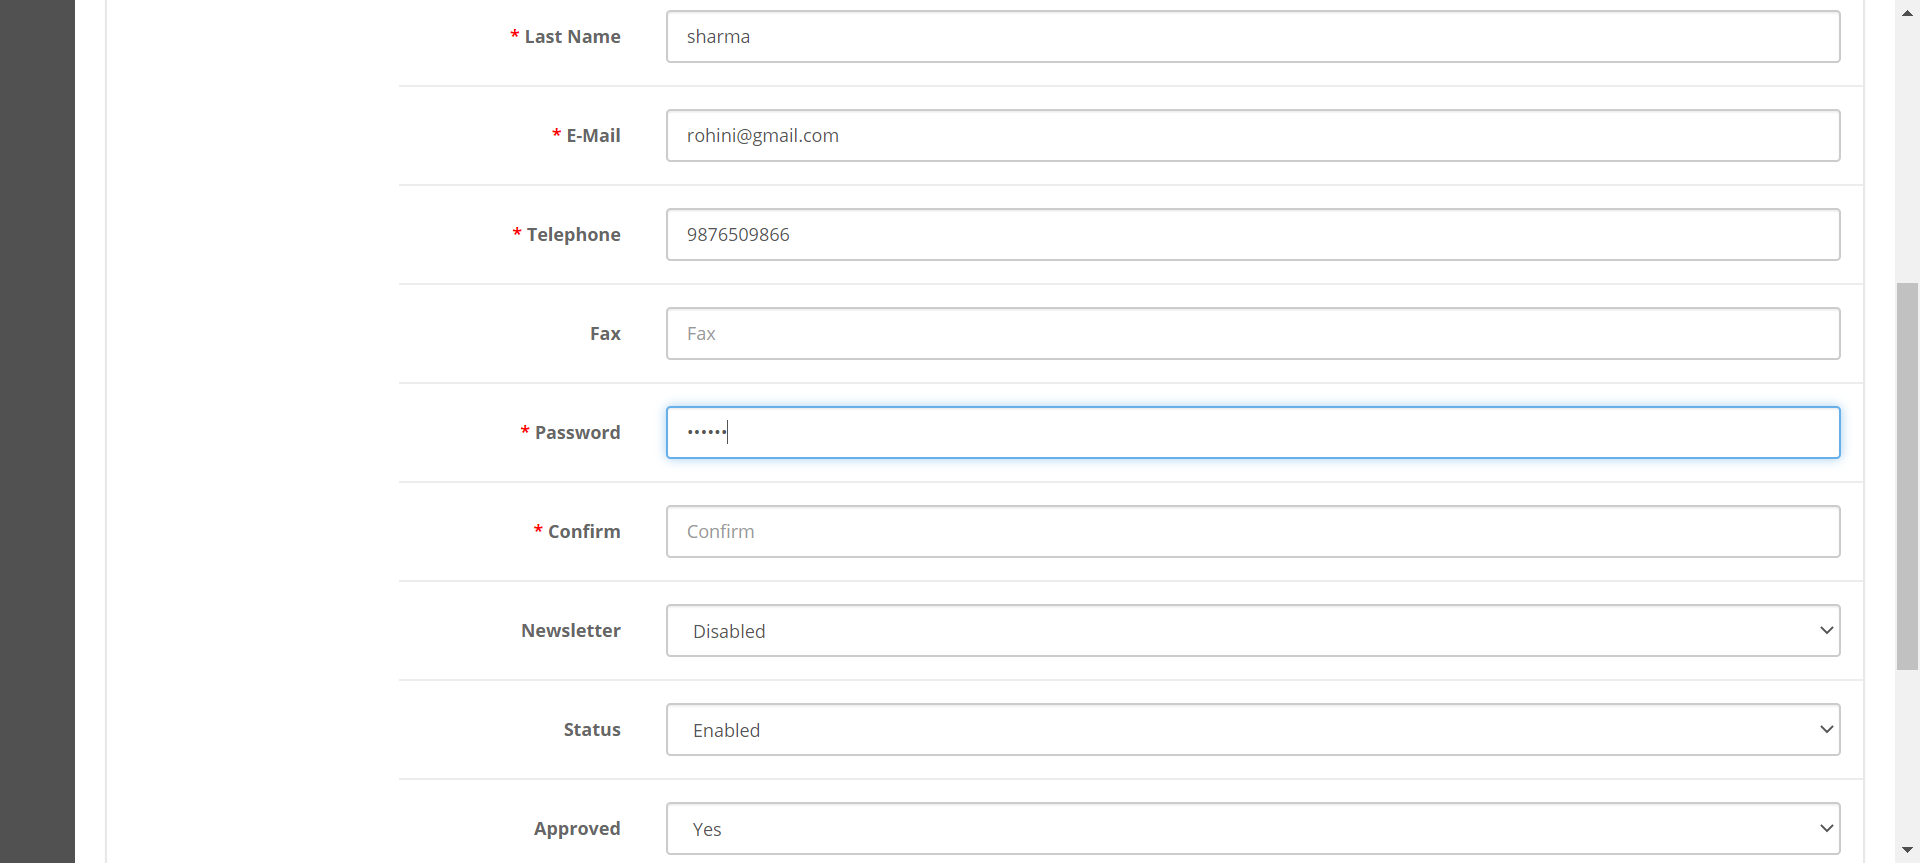 * Last Name sharma
* E-Mail rohini@gmail.com
* Telephone 9876509866
Fax Fax
* Password ••••••
* Confirm Confirm
Newsletter Disabled
Status Enabled
Approved Yes